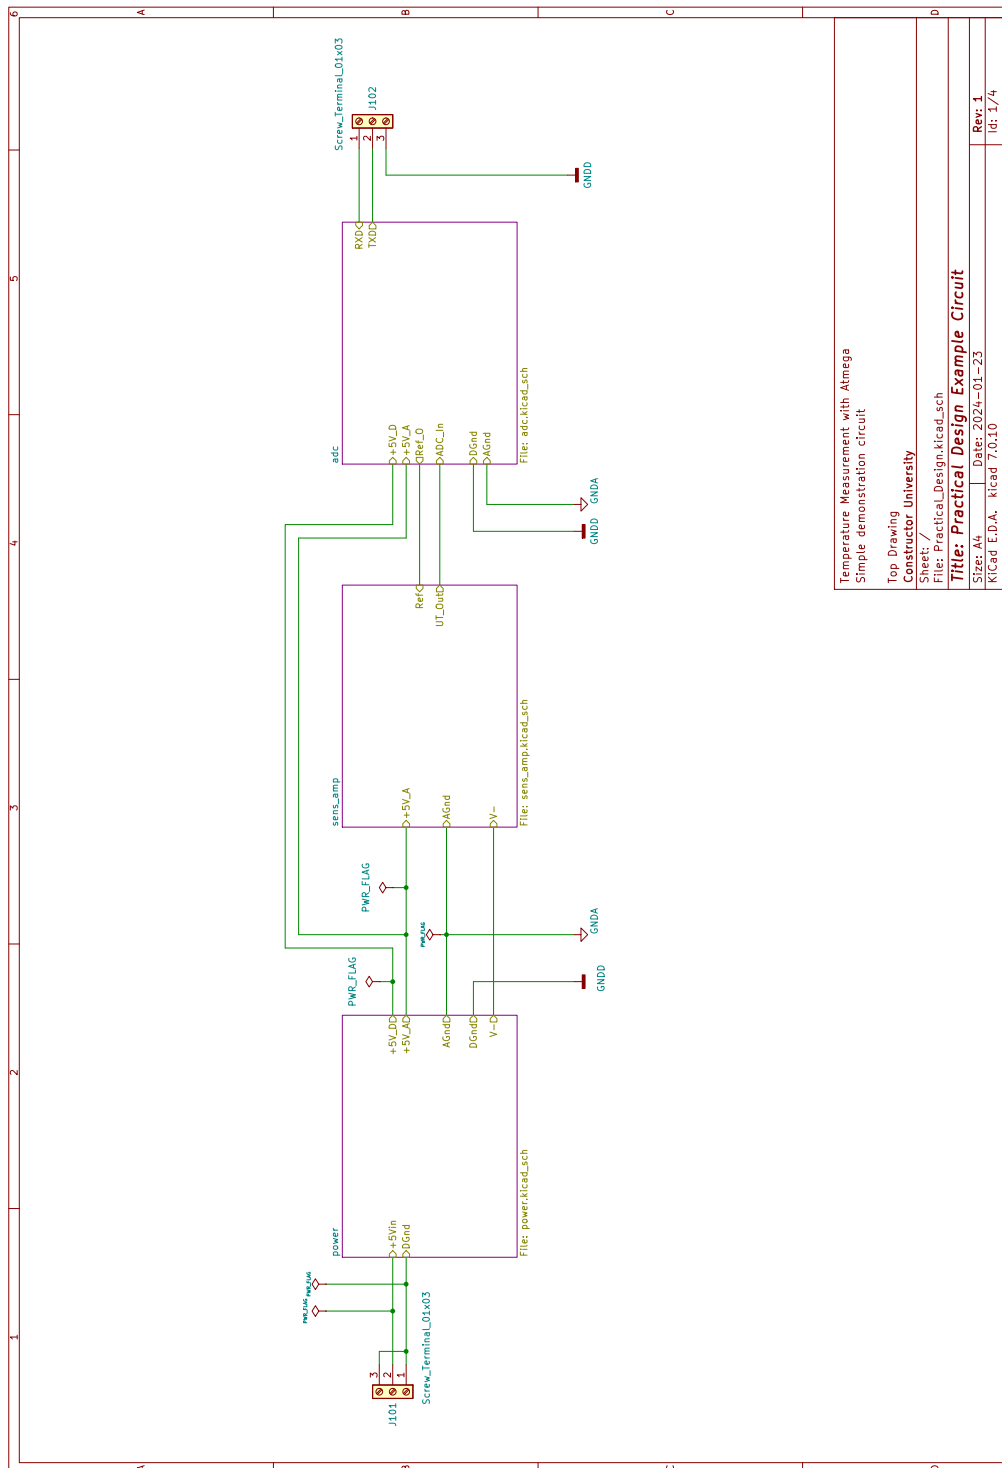 1
2
3
4
5
6
A
B
C
D
A
B
C
D
J101
Screw_Terminal_01x03
3
2
1
PWR_FLAG
PWR_FLAG
power
+5Vin
DGnd
+5V_D
+5V_A
AGnd
DGnd
V-
File: power.kicad_sch
PWR_FLAG
PWR_FLAG
PWR_FLAG
GNDD
GNDA
sens_amp
+5V_A
AGnd
V-
Ref
UT_Out
File: sens_amp.kicad_sch
GNDD
GNDA
adc
+5V_D
+5V_A
Ref_O
ADC_In
DGnd
AGnd
RXD
TXD
File: adc.kicad_sch
Screw_Terminal_01x03
J102
1
2
3
GNDD
Temperature Measurement with Atmega
Simple demonstration circuit
Top Drawing
Constructor University
Sheet: /
File: Practical_Design.kicad_sch
Title: Practical Design Example Circuit
Size: A4 Date: 2024-01-23 Rev: 1
KiCad E.D.A. kicad 7.0.10 Id: 1/4